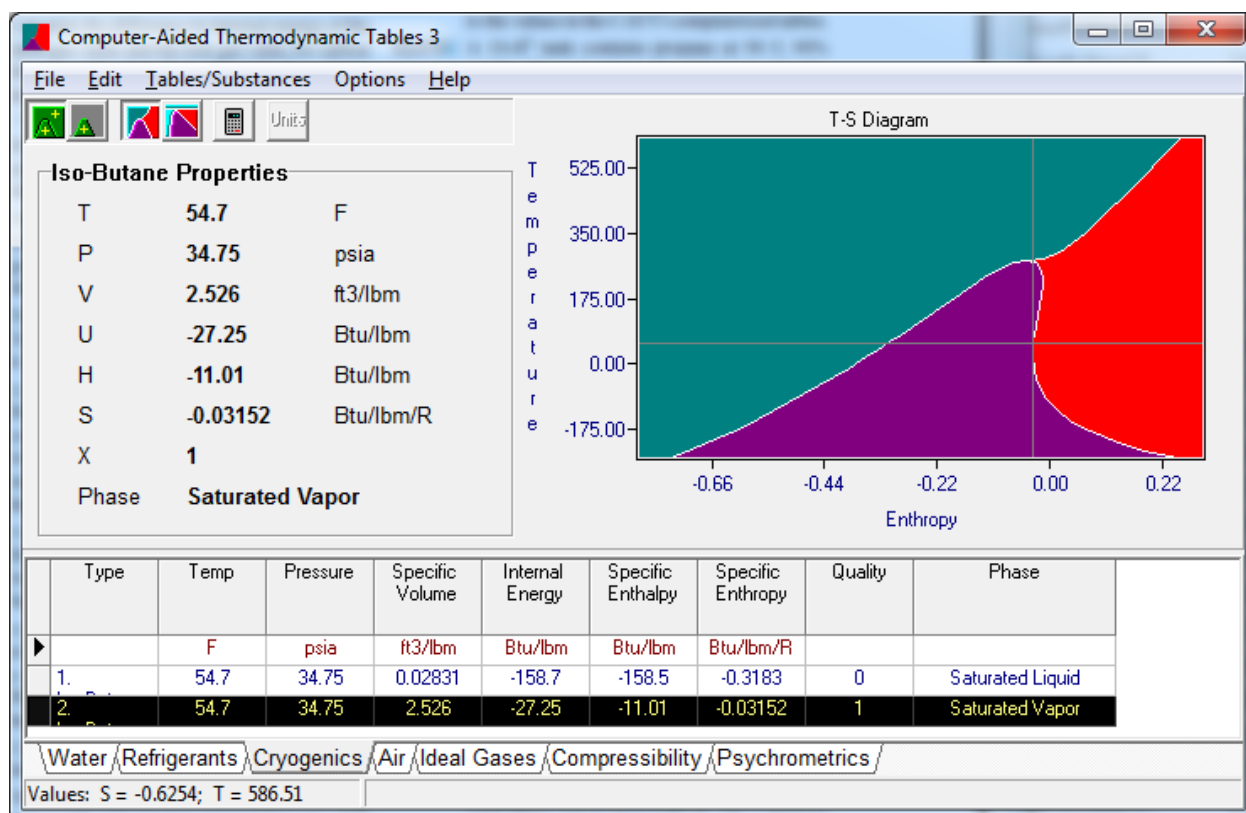 Computer-Aided Thermodynamic Tables 3
File Edit Tables/Substances Options Help
Units
Iso-Butane Properties
T 54.7 F
P 34.75 psia
V 2.526 ft3/lbm
U -27.25 Btu/lbm
H -11.01 Btu/lbm
S -0.03152 Btu/lbm/R
X 1
Phase Saturated Vapor
T-S Diagram
Temperature
525.00
350.00
175.00
0.00
-175.00
-0.66 -0.44 -0.22 0.00 0.22
Enthropy
Type Temp Pressure Specific Volume Internal Energy Specific Enthalpy Specific Enthropy Quality Phase
F psia ft3/lbm Btu/lbm Btu/lbm Btu/lbm/R
1. 54.7 34.75 0.02831 -158.7 -158.5 -0.3183 0 Saturated Liquid
2. 54.7 34.75 2.526 -27.25 -11.01 -0.03152 1 Saturated Vapor
Water Refrigerants Cryogenics Air Ideal Gases Compressibility Psychrometrics
Values: S = -0.6254; T = 586.51